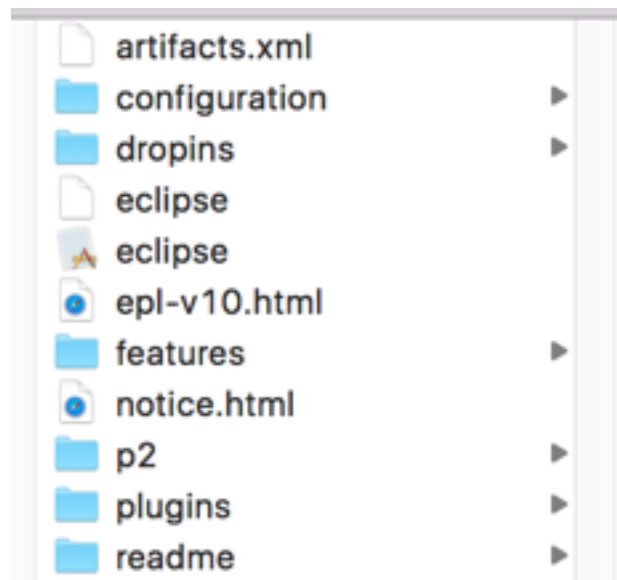 artifacts.xml
configuration
dropins
eclipse
eclipse
epl-v10.html
features
notice.html
p2
plugins
readme